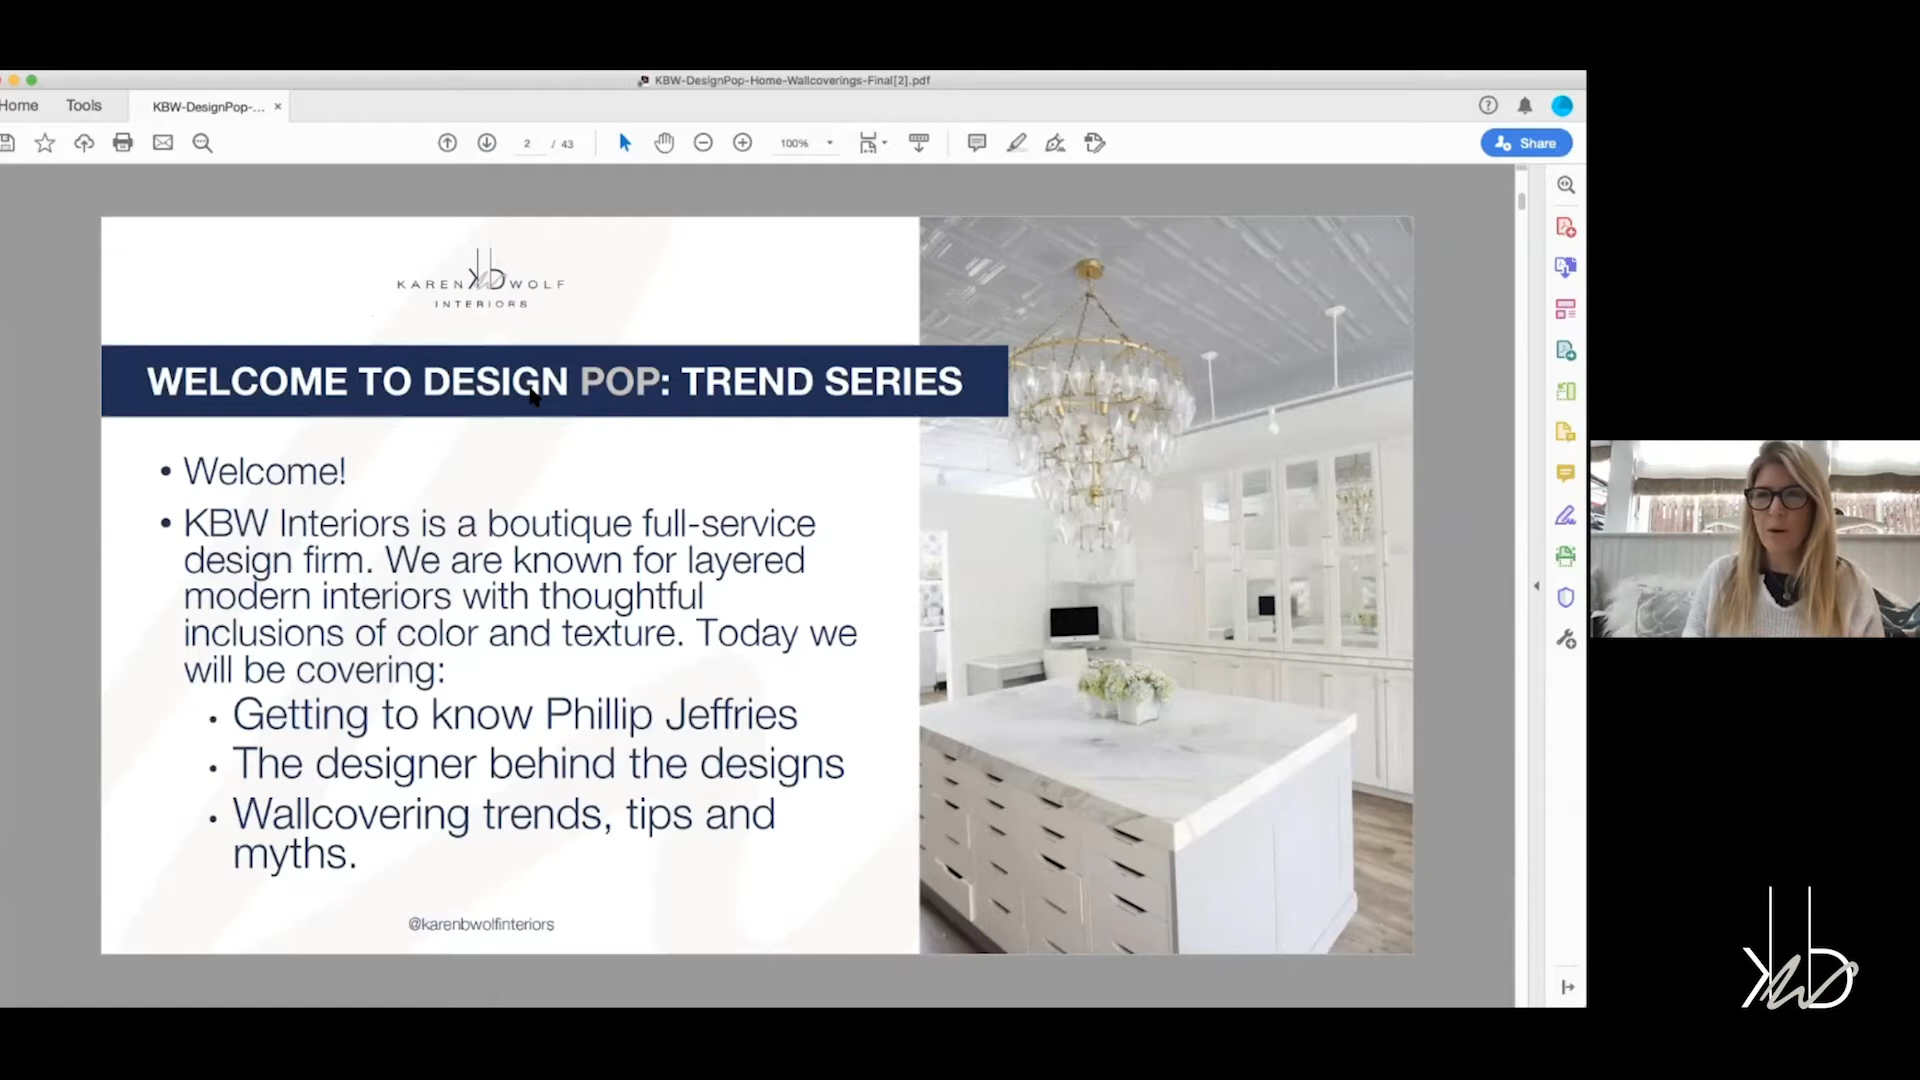 KBW-DesignPop-Home-Wallcoverings-Final[2].pdf
Home Tools KBW-DesignPop-... ×
2 / 43 100% Share
KAREN WOLF
INTERIORS
WELCOME TO DESIGN POP: TREND SERIES
• Welcome!
• KBW Interiors is a boutique full-service
design firm. We are known for layered
modern interiors with thoughtful
inclusions of color and texture. Today we
will be covering:
• Getting to know Phillip Jeffries
• The designer behind the designs
• Wallcovering trends, tips and
myths.
@karenbwolfinteriors